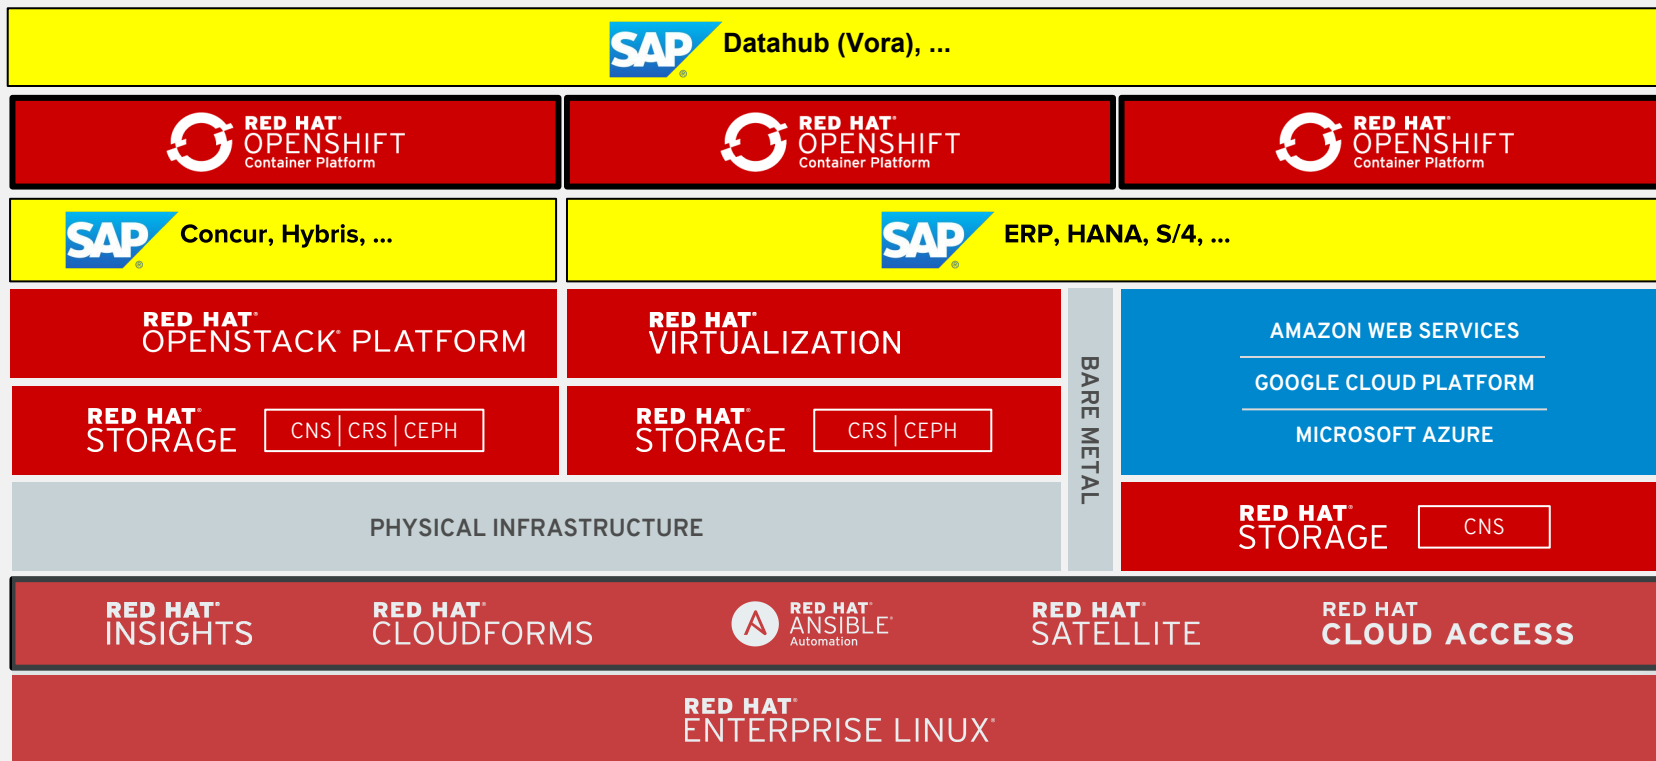 SAP Datahub (Vora), ...
RED HAT®
OPENSHIFT
Container Platform
RED HAT®
OPENSHIFT
Container Platform
RED HAT®
OPENSHIFT
Container Platform
SAP® Concur, Hybris, ...
SAP® ERP, HANA, S/4, ...
RED HAT®
OPENSTACK® PLATFORM
RED HAT®
VIRTUALIZATION
BARE METAL
AMAZON WEB SERVICES
GOOGLE CLOUD PLATFORM
MICROSOFT AZURE
RED HAT®
STORAGE
CNS | CRS | CEPH
RED HAT®
STORAGE
CRS | CEPH
PHYSICAL INFRASTRUCTURE
RED HAT®
STORAGE
CNS
RED HAT®
INSIGHTS
RED HAT®
CLOUDFORMS
RED HAT®
ANSIBLE®
Automation
RED HAT®
SATELLITE
RED HAT
CLOUD ACCESS
RED HAT®
ENTERPRISE LINUX®